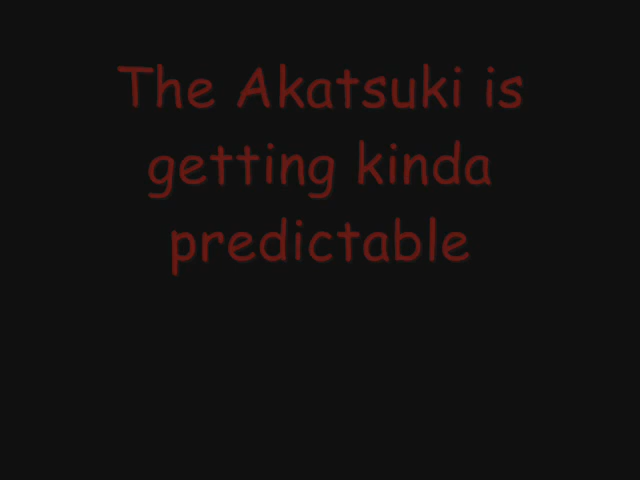 The Akatsuki is
getting kinda
predictable